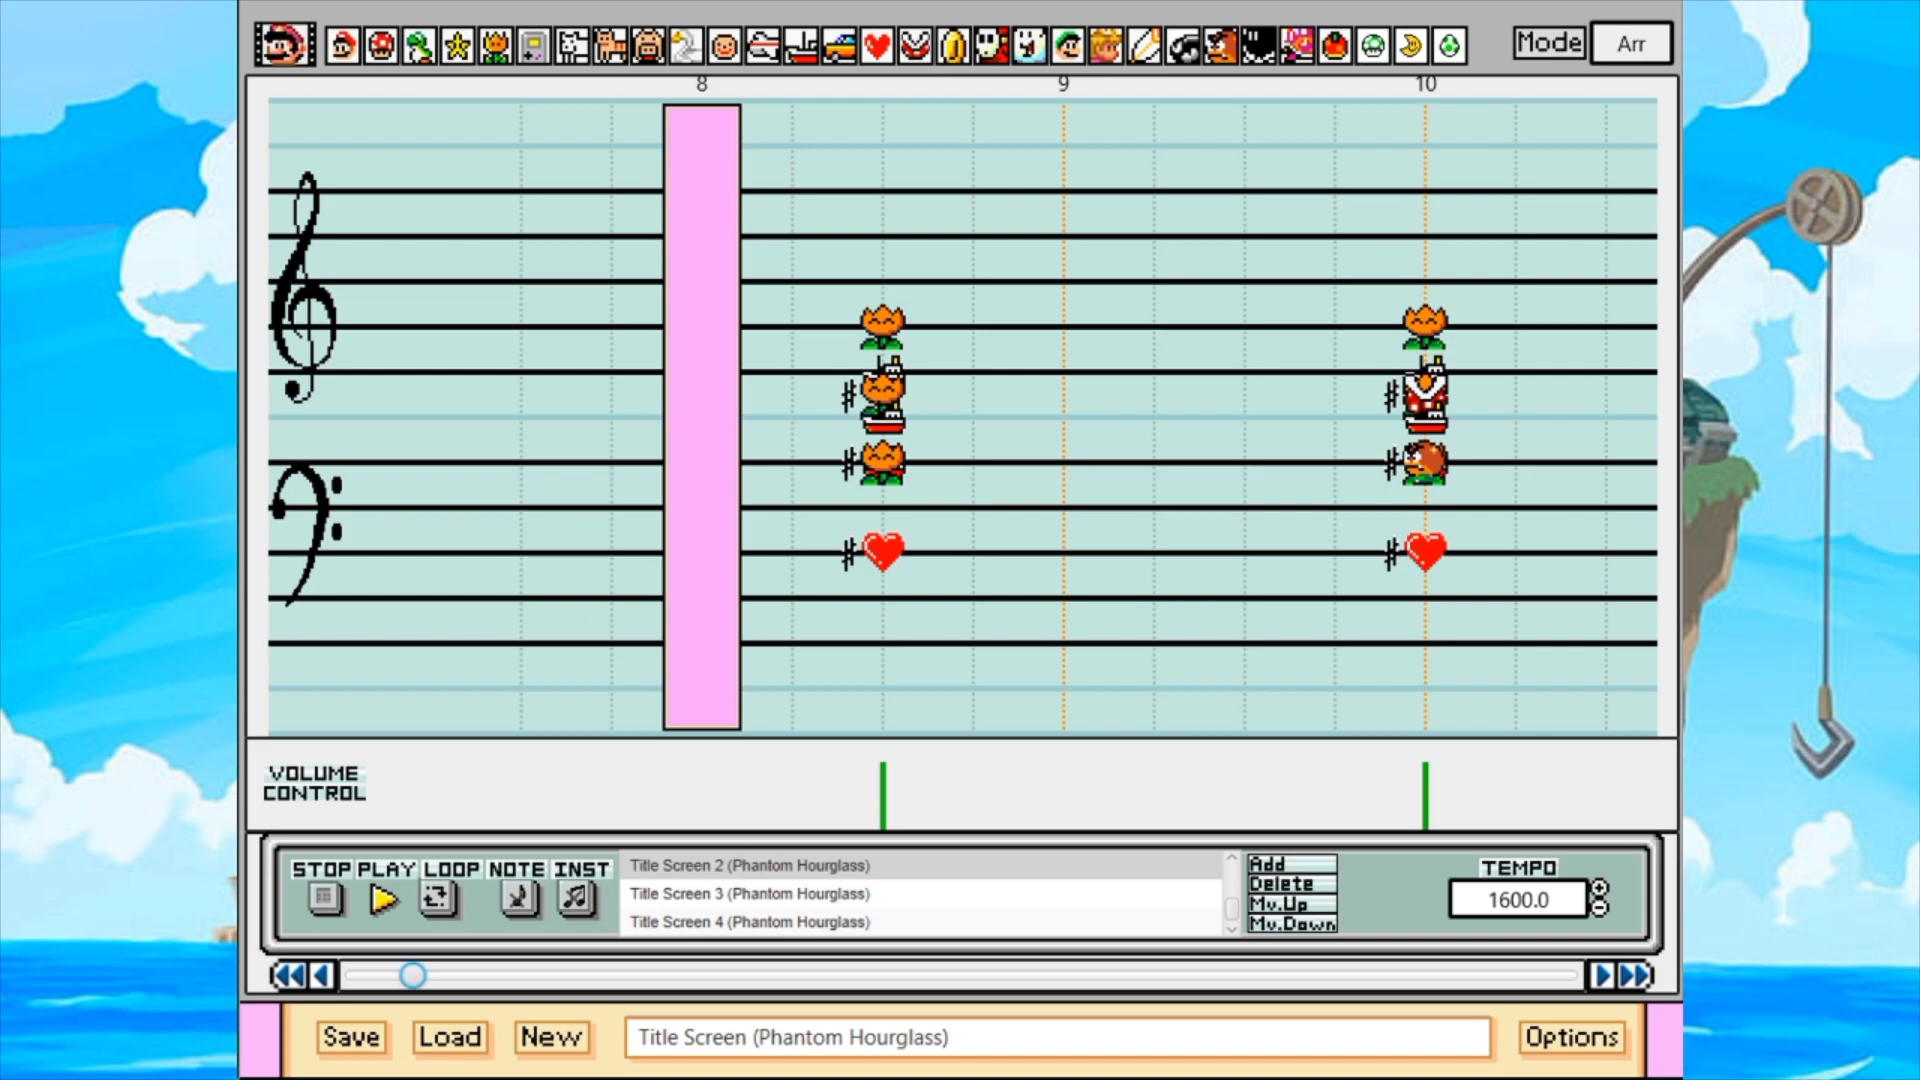 Mode
Arr
8
9
10
VOLUME
CONTROL
STOP
PLAY
LOOP
NOTE
INST
Title Screen 2 (Phantom Hourglass)
Title Screen 3 (Phantom Hourglass)
Title Screen 4 (Phantom Hourglass)
Add
Delete
Mv.Up
Mv.Down
TEMPO
1600.0
Save
Load
New
Title Screen (Phantom Hourglass)
Options